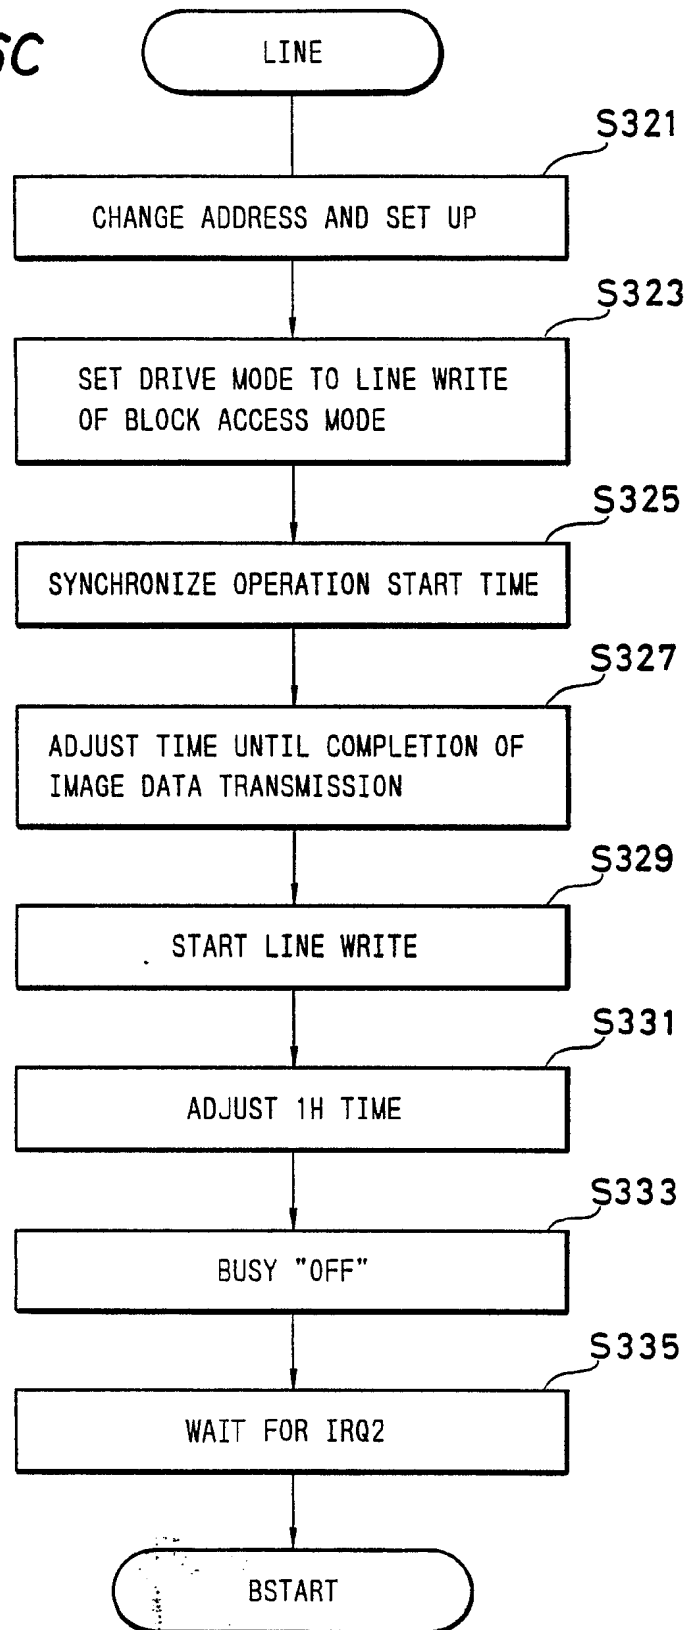 6C
LINE
S321
CHANGE ADDRESS AND SET UP
S323
SET DRIVE MODE TO LINE WRITE
OF BLOCK ACCESS MODE
S325
SYNCHRONIZE OPERATION START TIME
S327
ADJUST TIME UNTIL COMPLETION OF
IMAGE DATA TRANSMISSION
S329
START LINE WRITE
S331
ADJUST 1H TIME
S333
BUSY "OFF"
S335
WAIT FOR IRQ2
BSTART